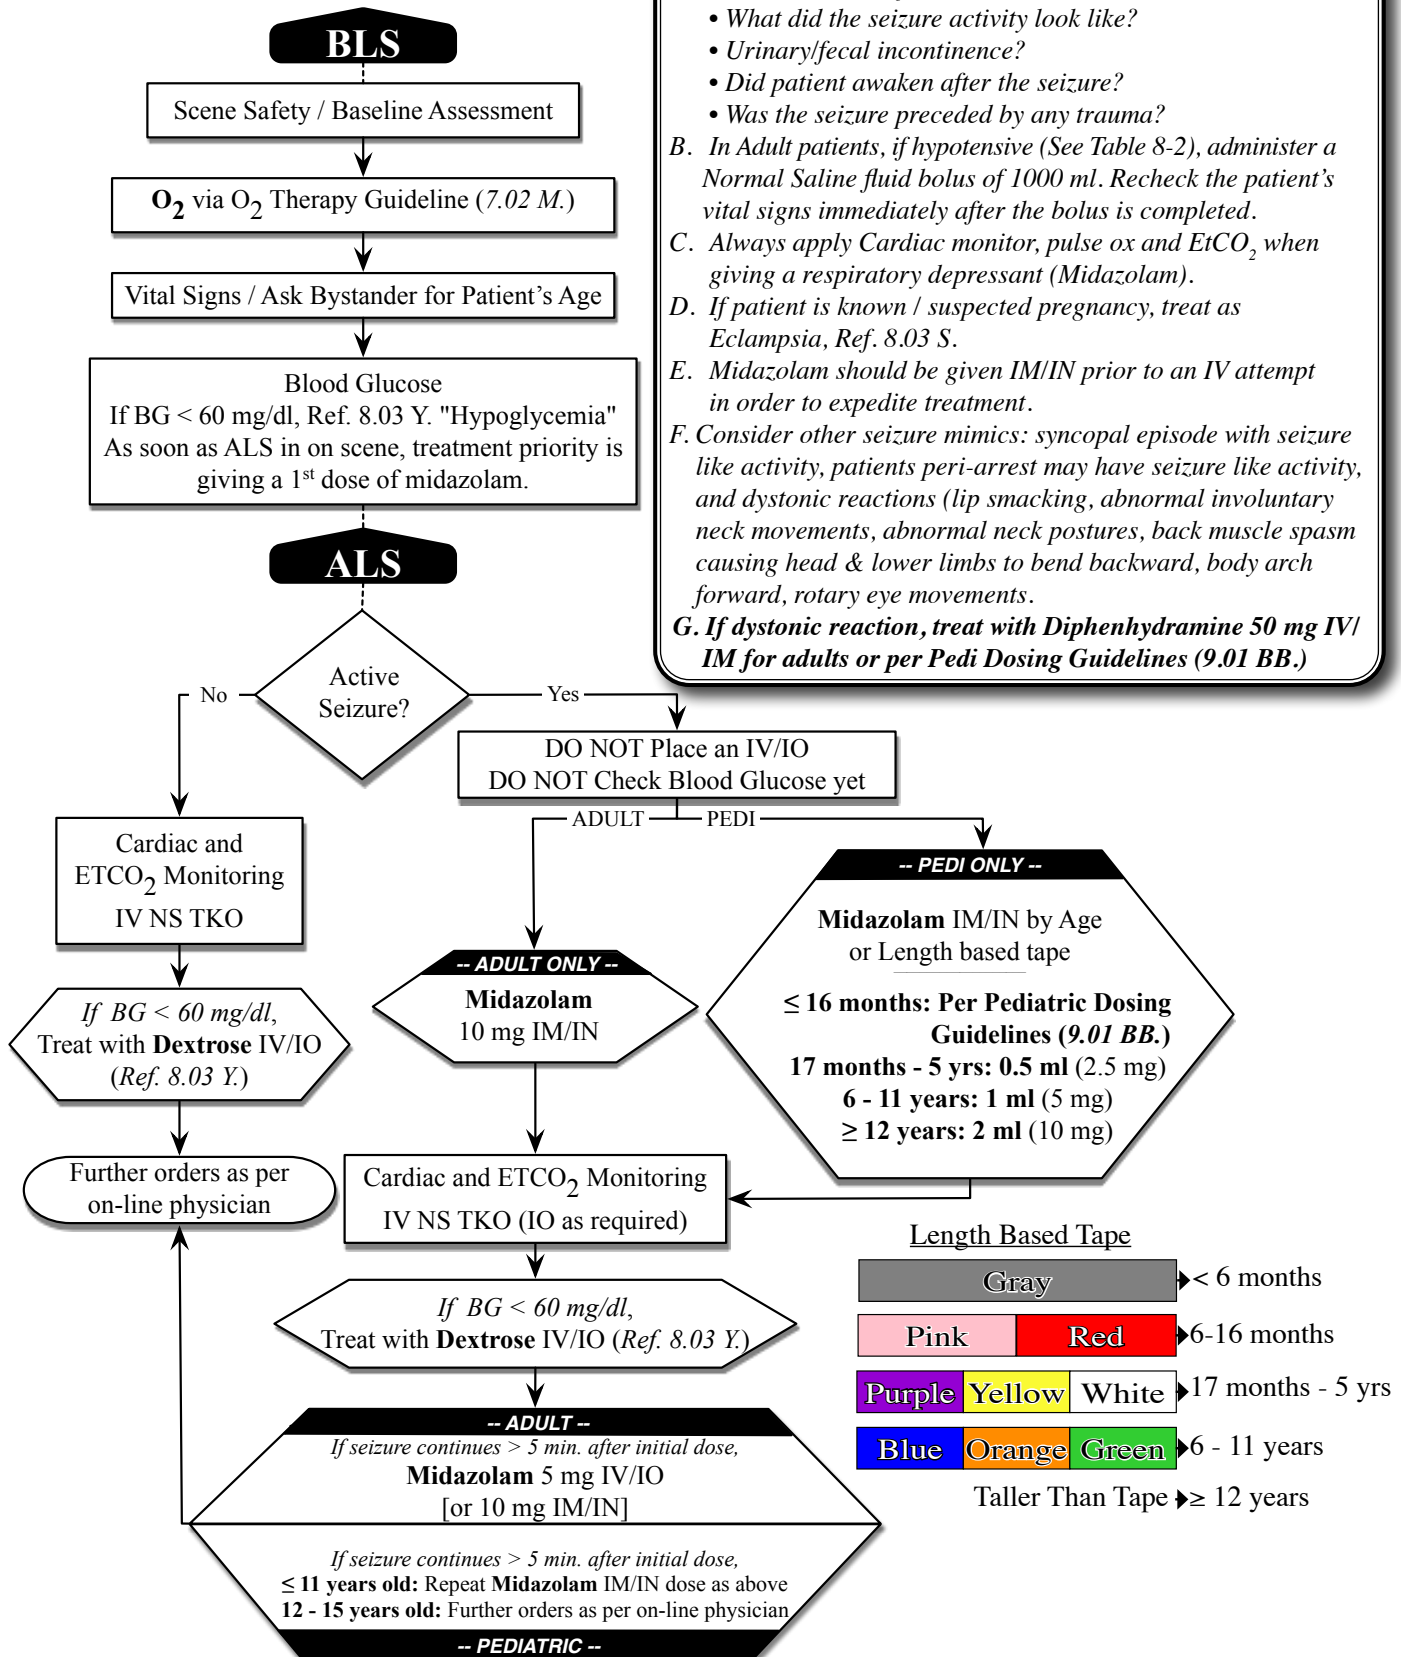 BLS
Scene Safety / Baseline Assessment
O2 via O2 Therapy Guideline (7.02 M.)
Vital Signs / Ask Bystander for Patient's Age
Blood Glucose
If BG < 60 mg/dl, Ref. 8.03 Y. "Hypoglycemia"
As soon as ALS in on scene, treatment priority is
giving a 1st dose of midazolam.
• What did the seizure activity look like?
• Urinary/fecal incontinence?
• Did patient awaken after the seizure?
• Was the seizure preceded by any trauma?
B. In Adult patients, if hypotensive (See Table 8-2), administer a
Normal Saline fluid bolus of 1000 ml. Recheck the patient's
vital signs immediately after the bolus is completed.
C. Always apply Cardiac monitor, pulse ox and EtCO2 when
giving a respiratory depressant (Midazolam).
D. If patient is known / suspected pregnancy, treat as
Eclampsia, Ref. 8.03 S.
E. Midazolam should be given IM/IN prior to an IV attempt
in order to expedite treatment.
F. Consider other seizure mimics: syncopal episode with seizure
like activity, patients peri-arrest may have seizure like activity,
and dystonic reactions (lip smacking, abnormal involuntary
neck movements, abnormal neck postures, back muscle spasm
causing head & lower limbs to bend backward, body arch
forward, rotary eye movements.
G. If dystonic reaction, treat with Diphenhydramine 50 mg IV/
IM for adults or per Pedi Dosing Guidelines (9.01 BB.)
ALS
Active
Seizure?
No
Yes
DO NOT Place an IV/IO
DO NOT Check Blood Glucose yet
ADULT
PEDI
Cardiac and
ETCO2 Monitoring
IV NS TKO
If BG < 60 mg/dl,
Treat with Dextrose IV/IO
(Ref. 8.03 Y.)
Further orders as per
on-line physician
-- ADULT ONLY --
Midazolam
10 mg IM/IN
-- PEDI ONLY --
Midazolam IM/IN by Age
or Length based tape
≤ 16 months: Per Pediatric Dosing
Guidelines (9.01 BB.)
17 months - 5 yrs: 0.5 ml (2.5 mg)
6 - 11 years: 1 ml (5 mg)
≥ 12 years: 2 ml (10 mg)
Cardiac and ETCO2 Monitoring
IV NS TKO (IO as required)
If BG < 60 mg/dl,
Treat with Dextrose IV/IO (Ref. 8.03 Y.)
-- ADULT --
If seizure continues > 5 min. after initial dose,
Midazolam 5 mg IV/IO
[or 10 mg IM/IN]
If seizure continues > 5 min. after initial dose,
≤ 11 years old: Repeat Midazolam IM/IN dose as above
12 - 15 years old: Further orders as per on-line physician
-- PEDIATRIC --
Length Based Tape
Gray < 6 months
Pink Red 6-16 months
Purple Yellow White 17 months - 5 yrs
Blue Orange Green 6 - 11 years
Taller Than Tape ≥ 12 years